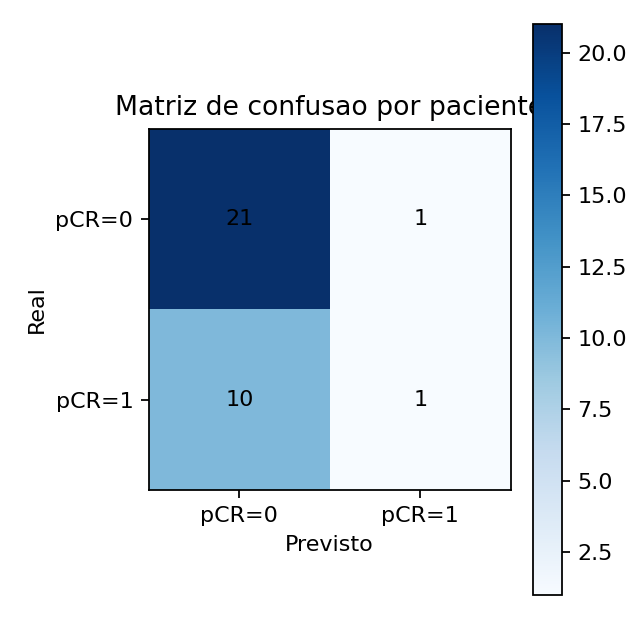 Matriz de confusao por paciente
20.0
17.5
15.0
12.5
10.0
7.5
5.0
2.5
Real
pCR=0
21
1
pCR=1
10
1
pCR=0
pCR=1
Previsto